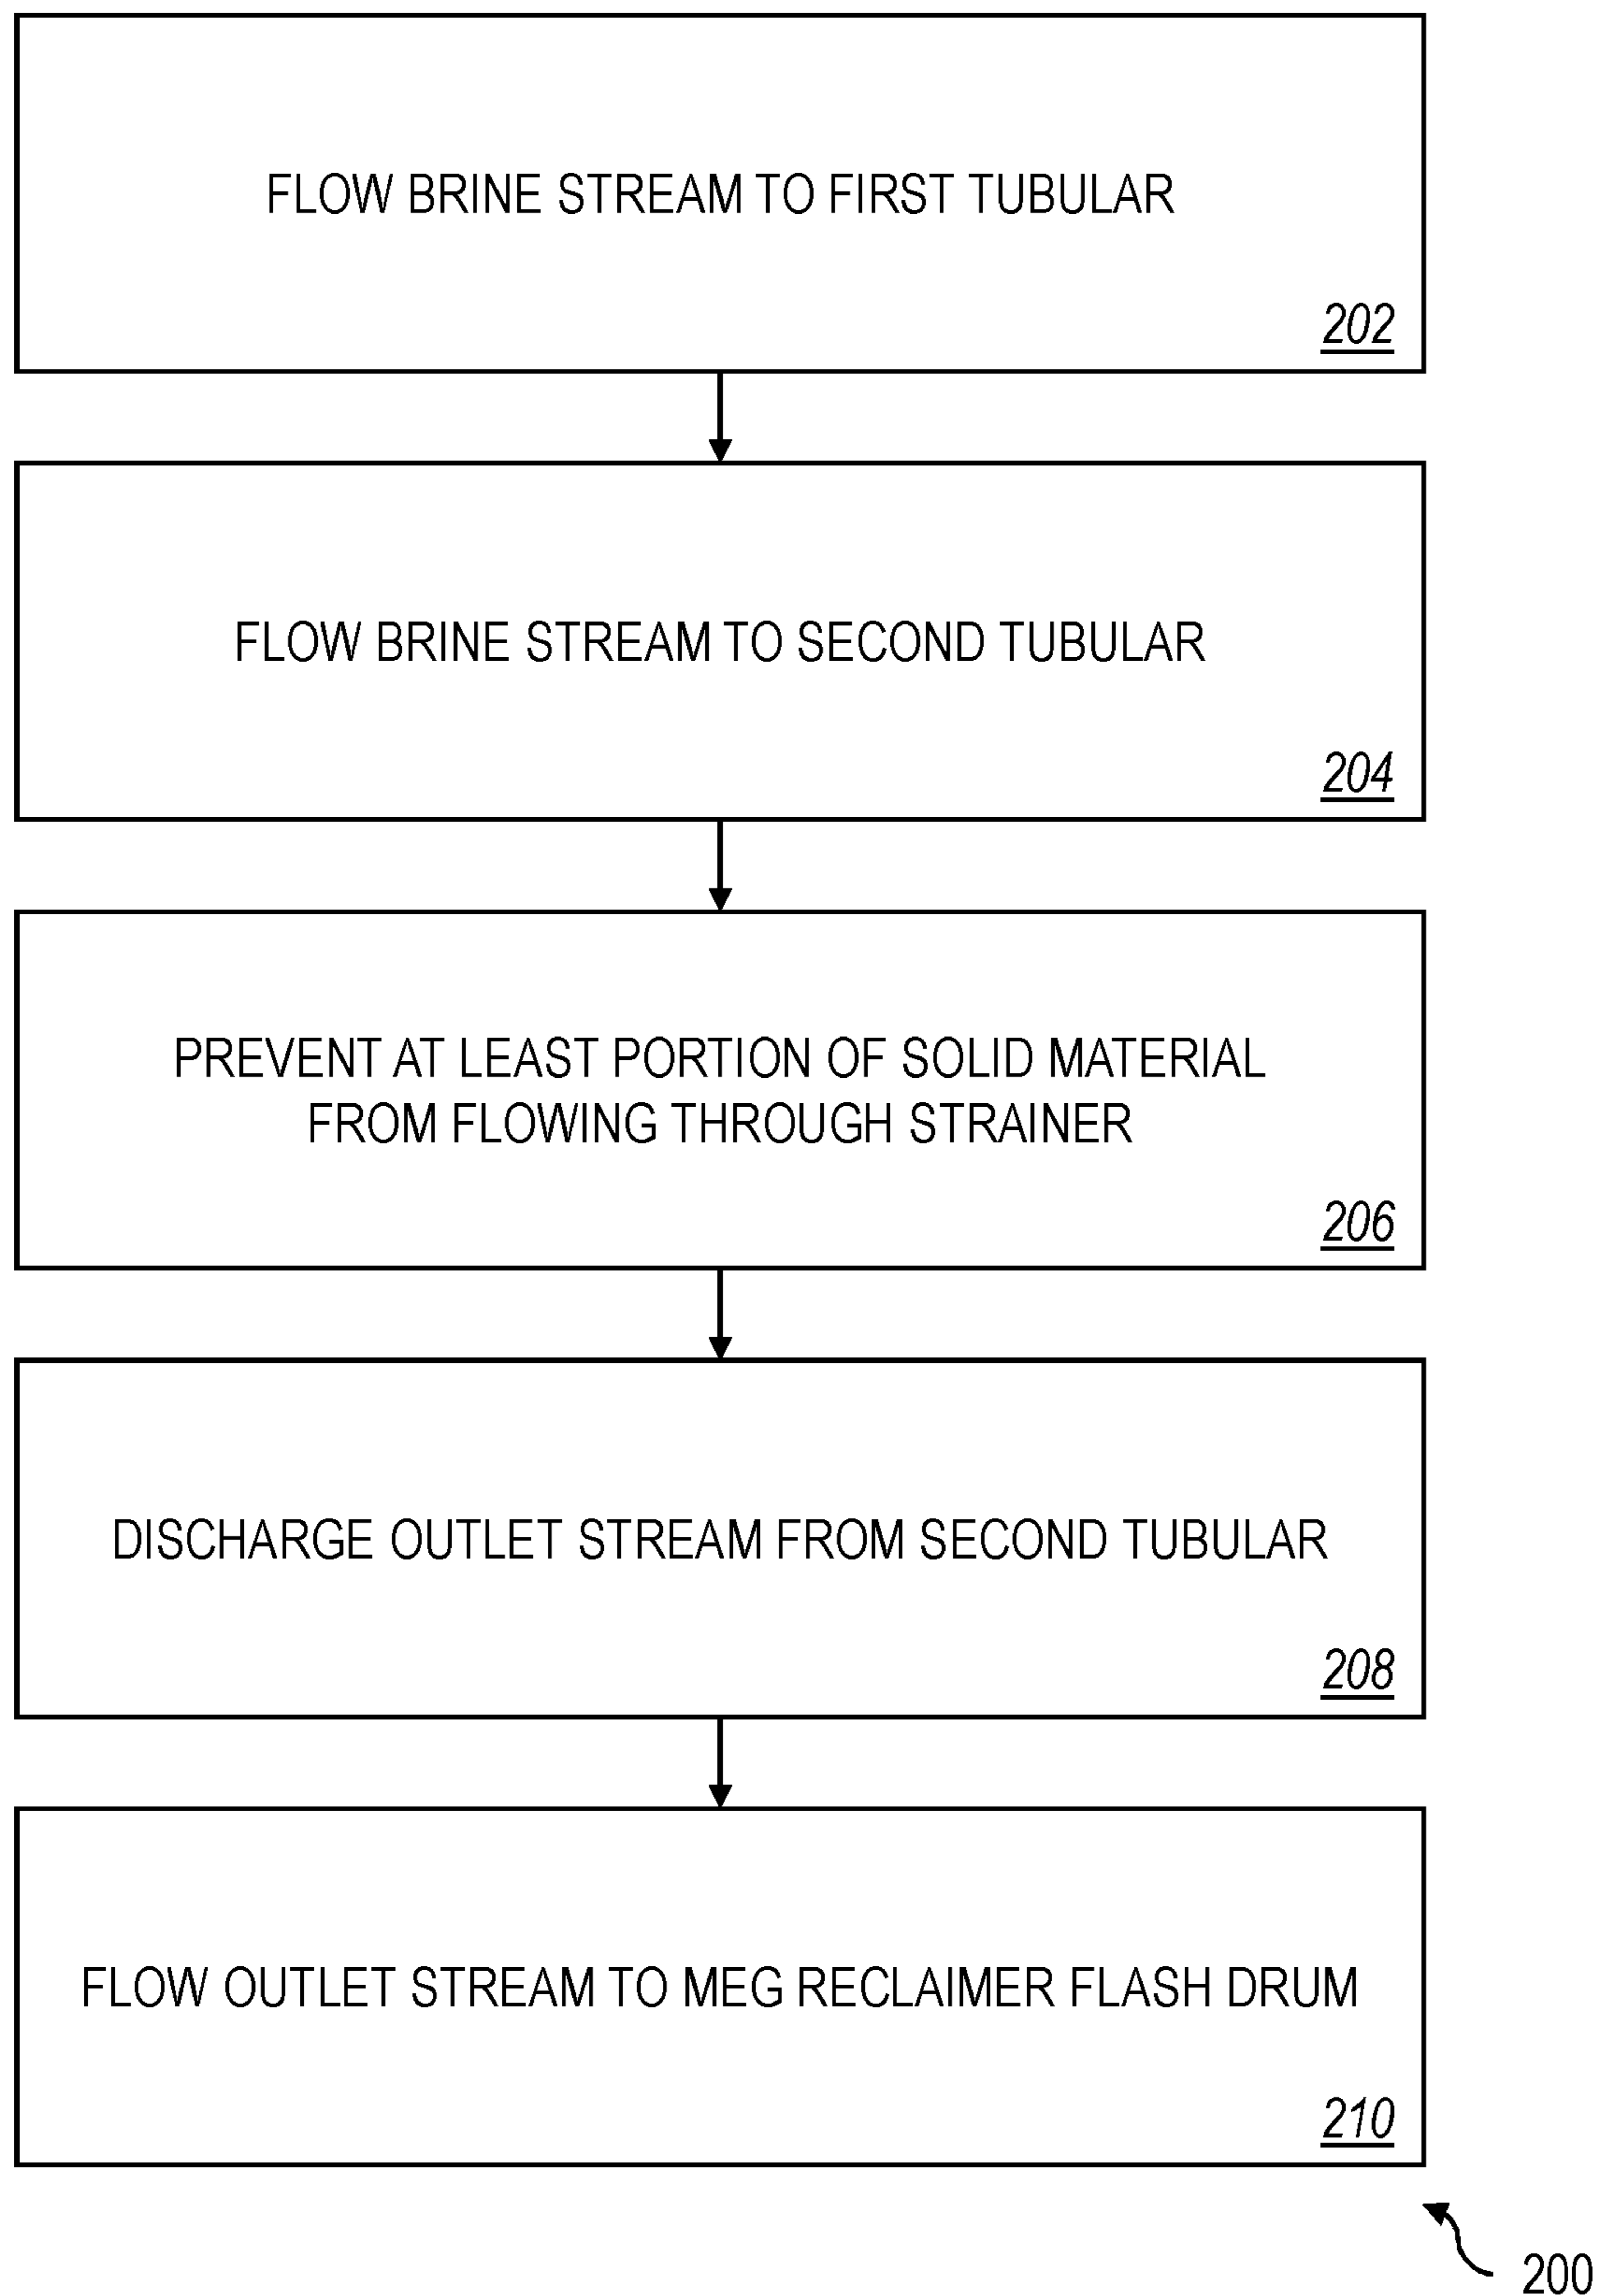 FLOW BRINE STREAM TO FIRST TUBULAR
202
FLOW BRINE STREAM TO SECOND TUBULAR
204
PREVENT AT LEAST PORTION OF SOLID MATERIAL
FROM FLOWING THROUGH STRAINER
206
DISCHARGE OUTLET STREAM FROM SECOND TUBULAR
208
FLOW OUTLET STREAM TO MEG RECLAIMER FLASH DRUM
210
200